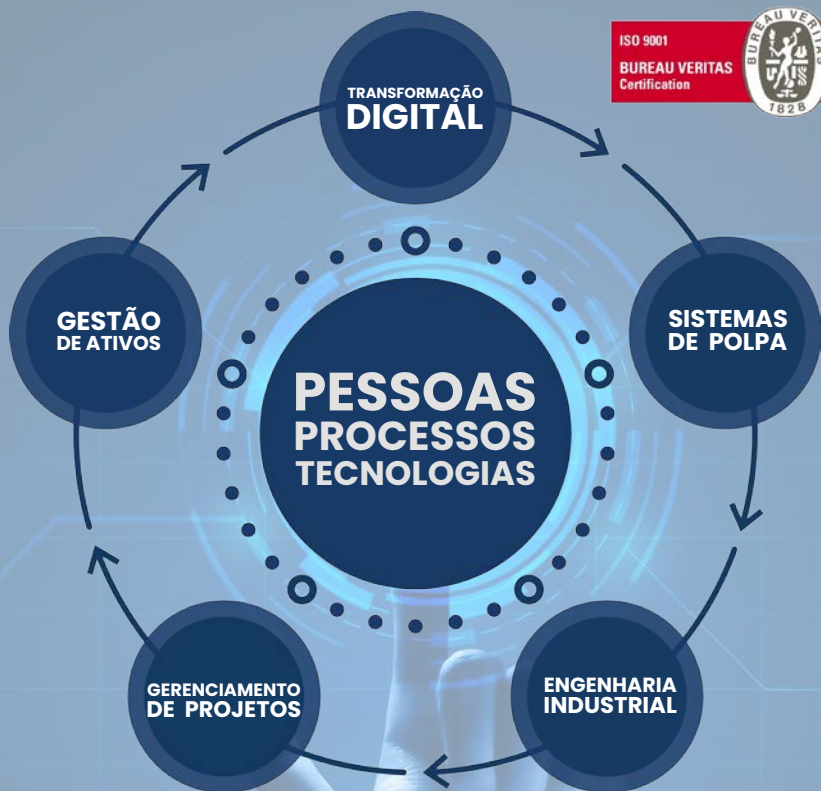 ISO 9001
BUREAU VERITAS
Certification
BUREAU VERITAS
1828
TRANSFORMAÇÃO
DIGITAL
GESTÃO
DE ATIVOS
SISTEMAS
DE POLPA
PESSOAS
PROCESSOS
TECNOLOGIAS
GERENCIAMENTO
DE PROJETOS
ENGENHARIA
INDUSTRIAL